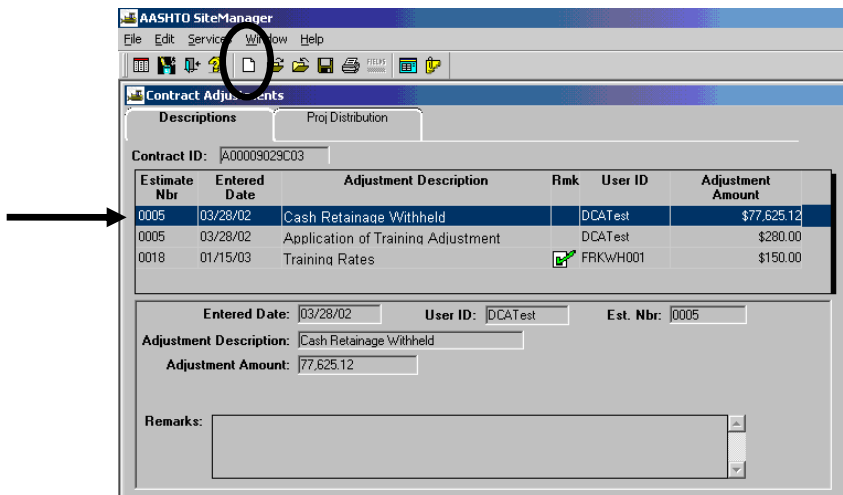 AASHTO SiteManager
File Edit Services Window Help
FIELDS
Contract Adjustments
Descriptions Proj Distribution
Contract ID: A00009029C03
Estimate Nbr Entered Date Adjustment Description Rmk User ID Adjustment Amount
0005 03/28/02 Cash Retainage Withheld DCATest $77,625.12
0005 03/28/02 Application of Training Adjustment DCATest $280.00
0018 01/15/03 Training Rates FRKWH001 $150.00
Entered Date: 03/28/02 User ID: DCATest Est. Nbr: 0005
Adjustment Description: Cash Retainage Withheld
Adjustment Amount: 77,625.12
Remarks: